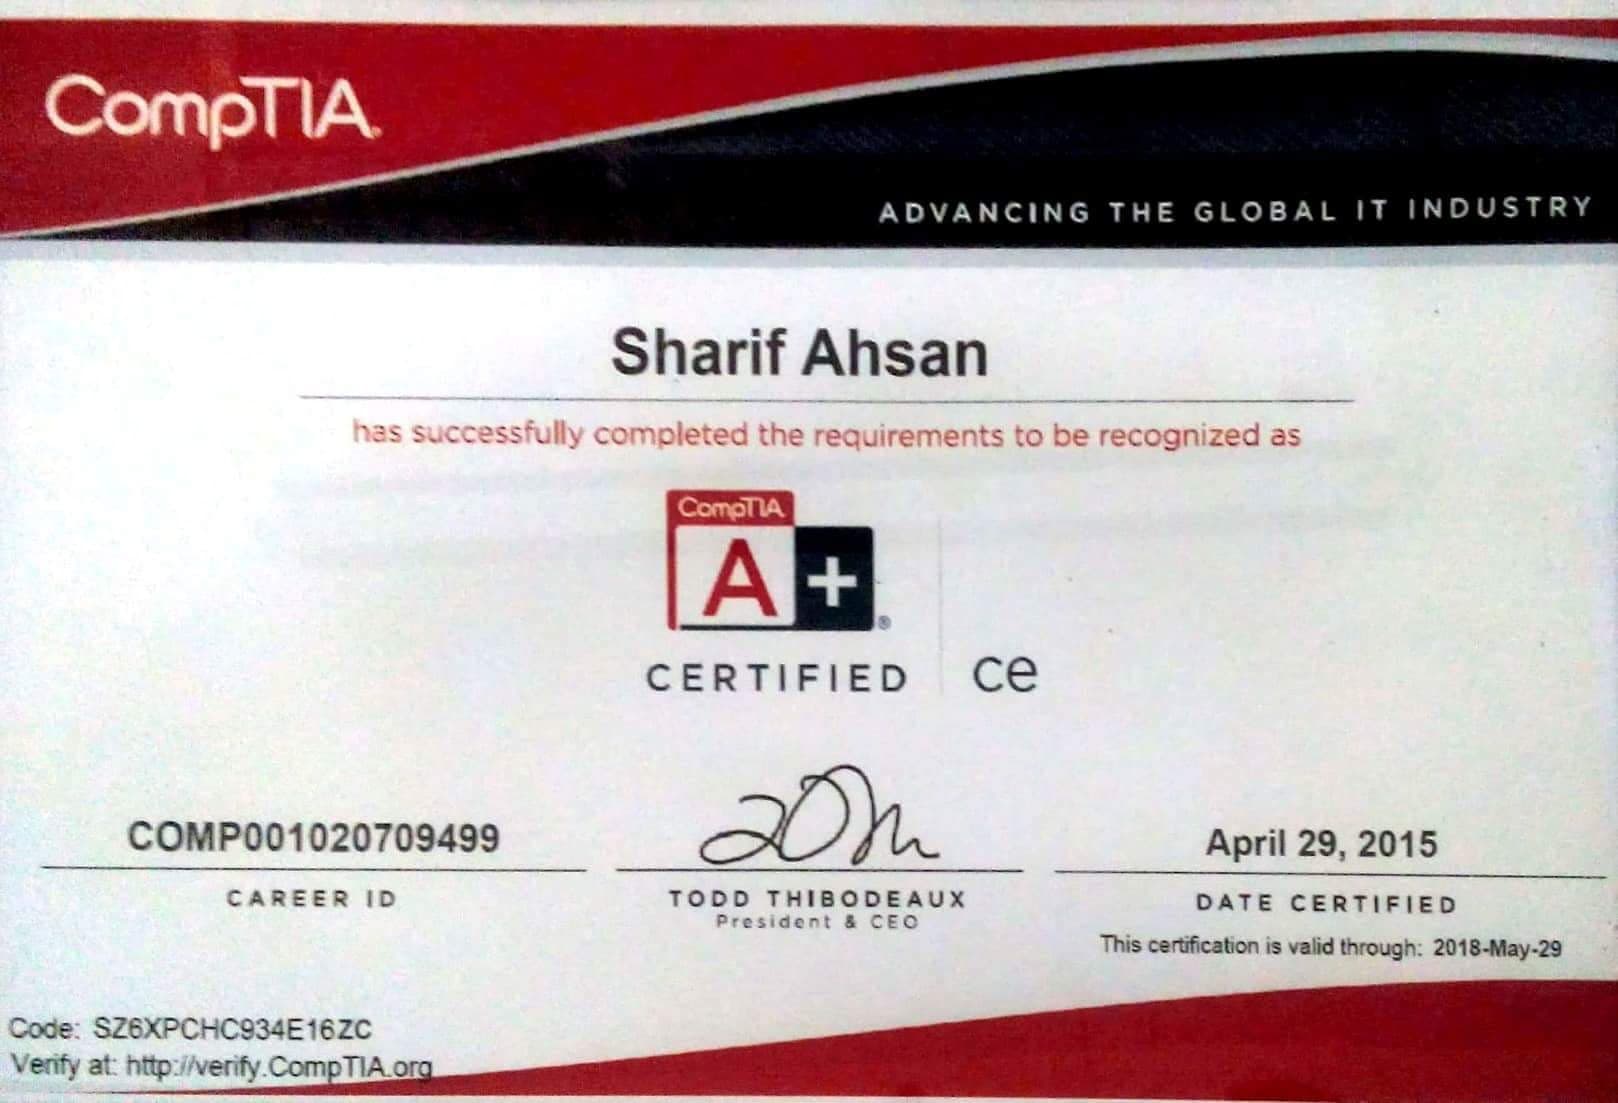 CompTIA.
ADVANCING THE GLOBAL IT INDUSTRY
Sharif Ahsan
has successfully completed the requirements to be recognized as
CompTIA
A+®
CERTIFIED ce
COMP001020709499
CAREER ID
TODD THIBODEAUX
President & CEO
April 29, 2015
DATE CERTIFIED
This certification is valid through: 2018-May-29
Code: SZ6XPCHC934E16ZC
Verify at: http://verify.CompTIA.org